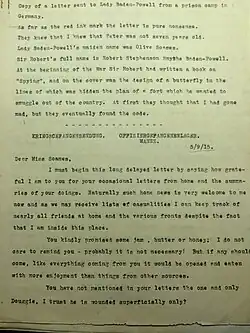 Copy of a letter sent to Lady Baden-Powell from a prison camp in
Germany.
As far as the red ink mark the letter is pure nonsense.
They knew that I knew that Peter was not seven years old.
Lady Baden-Powell's maiden name was Olive Soames.
Sir Robert's full name is Robert Stephenson Smythe Baden-Powell.
At the beginning of the War Sir Robert written a book on
"Spying", and on the cover was the design of a butterfly in the
lines of which was hidden the plan of a fort which he wanted to
smuggle out of the country. At first they thought that I had gone
mad, but they eventually found the code.
KRIEGSGEFANGENSENDUNG, OFFIZIERGEFANGENENLAGER,
5/9/15.
Dear Miss Soames,
I must begin this long delayed letter by saying how grate-
ful I am to you for your occasional letters from home and the
summaries of your doings. Naturally such home news is very welcome to me
now and as we may receive lists of casualities I can keep track of
nearly all friends at home and the various fronts despite the fact
that I am inside this place.
You kindly promised some jam, butter or honey; I do not
care to remind you - probably it is not necessary! But if any should
come, like everything coming from you it would be opened and eaten
with more enjoyment than things from other sources.
You have not mentioned in your letters the one and only
Duggie, I trust he is wounded superficially only?